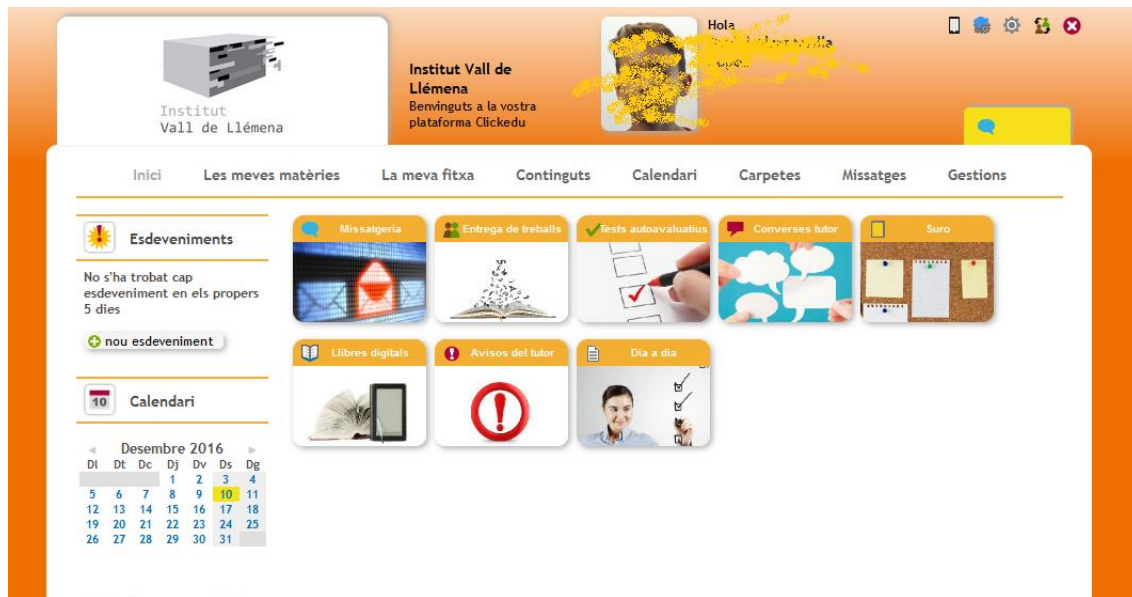 Institut
Vall de Llémena
Institut Vall de
Llémena
Benvinguts a la vostra
plataforma Clickedu
Hola
Inici Les meves matèries La meva fitxa Continguts Calendari Carpetes Missatges Gestions
Esdeveniments
No s'ha trobat cap
esdeveniment en els propers
5 dies
nou esdeveniment
10 Calendari
Desembre 2016
Dl Dt Dc Dj Dv Ds Dg
1 2 3 4
5 6 7 8 9 10 11
12 13 14 15 16 17 18
19 20 21 22 23 24 25
26 27 28 29 30 31
Missatgeria
Entrega de treballs
Tests autoavaluatius
Converses tutor
Suro
Llibres digitals
Avisos del tutor
Dia a dia